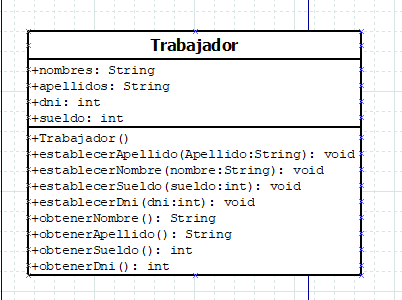 Trabajador
+nombres: String
+apellidos: String
+dni: int
+sueldo: int
+Trabajador()
+establecerApellido(Apellido:String): void
+establecerNombre(nombre:String): void
+establecerSueldo(sueldo:int): void
+establecerDni(dni:int): void
+obtenerNombre(): String
+obtenerApellido(): String
+obtenerSueldo(): int
+obtenerDni(): int